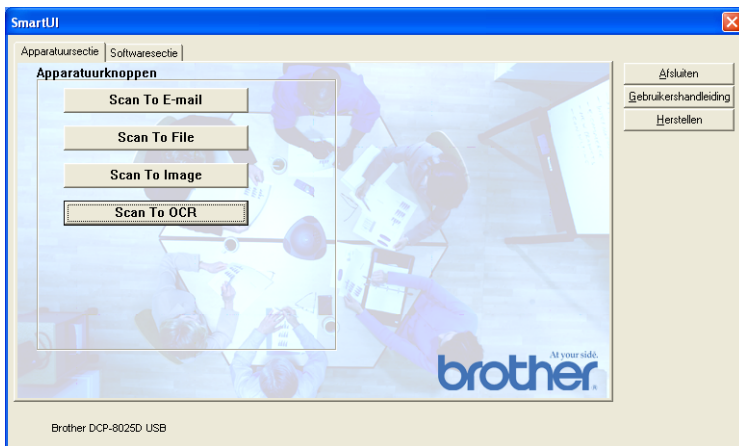 SmartUI
Apparatuursectie Softwaresectie
Apparatuurknoppen
Scan To E-mail
Scan To File
Scan To Image
Scan To OCR
Afsluiten
Gebruikershandleiding
Herstellen
At your side.
brother
Brother DCP-8025D USB